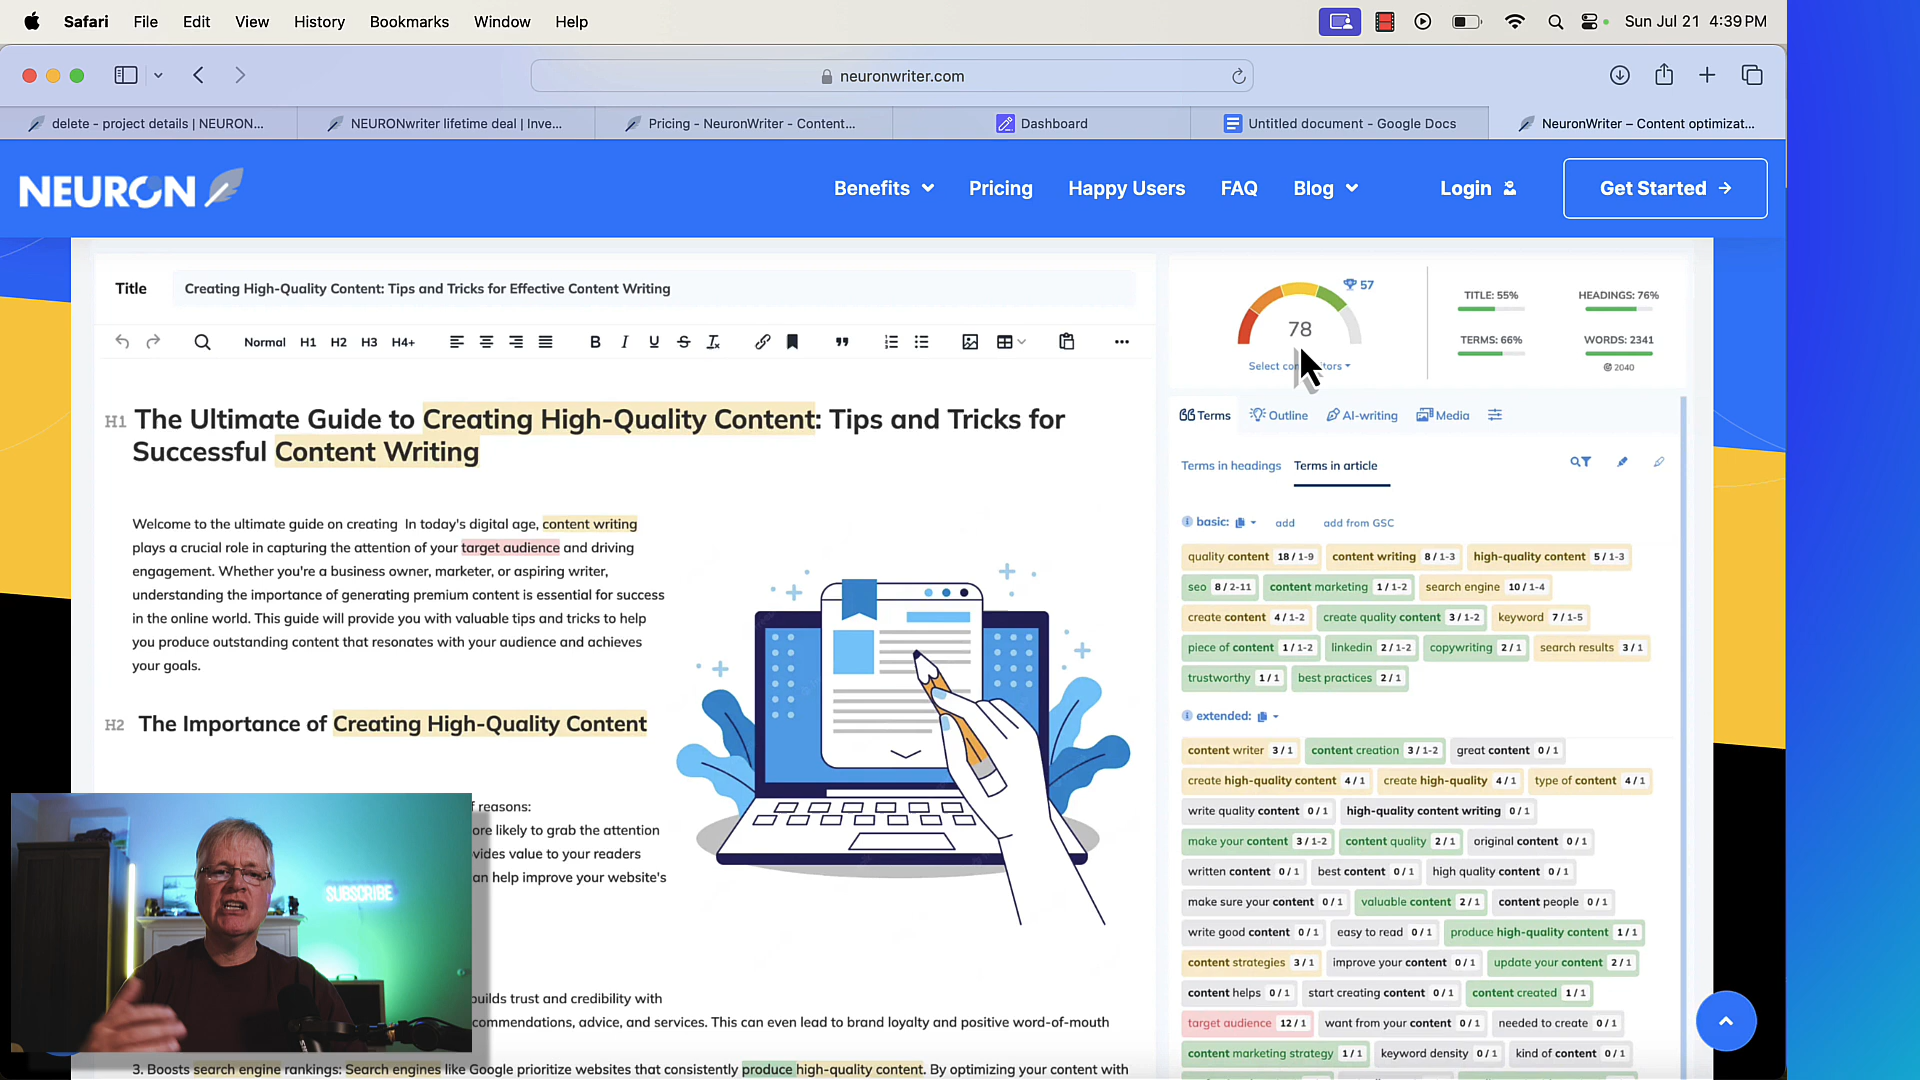 Safari File Edit View History Bookmarks Window Help Sun Jul 21 4:39 PM
neuronwriter.com
delete - project details | NEURON...
NEURONwriter lifetime deal | Inve...
Pricing - NeuronWriter - Content...
Dashboard
Untitled document - Google Docs
NeuronWriter – Content optimizat...
NEURON
Benefits Pricing Happy Users FAQ Blog Login Get Started →
Title Creating High-Quality Content: Tips and Tricks for Effective Content Writing
Normal H1 H2 H3 H4+ B I U S
H1 The Ultimate Guide to Creating High-Quality Content: Tips and Tricks for
Successful Content Writing
Welcome to the ultimate guide on creating In today's digital age, content writing
plays a crucial role in capturing the attention of your target audience and driving
engagement. Whether you're a business owner, marketer, or aspiring writer,
understanding the importance of generating premium content is essential for success
in the online world. This guide will provide you with valuable tips and tricks to help
you produce outstanding content that resonates with your audience and achieves
your goals.
H2 The Importance of Creating High-Quality Content
reasons:
ore likely to grab the attention
vides value to your readers
an help improve your website's
SUBSCRIBE
builds trust and credibility with
commendations, advice, and services. This can even lead to brand loyalty and positive word-of-mouth
3. Boosts search engine rankings: Search engines like Google prioritize websites that consistently produce high-quality content. By optimizing your content with
57
78
Select
TITLE: 55% HEADINGS: 76%
TERMS: 66% WORDS: 2341
2040
Terms Outline AI-writing Media
Terms in headings Terms in article
basic: add add from GSC
quality content 18 / 1-9 content writing 8 / 1-3 high-quality content 5 / 1-3
seo 8 / 2-11 content marketing 1 / 1-2 search engine 10 / 1-4
create content 4 / 1-2 create quality content 3 / 1-2 keyword 7 / 1-5
piece of content 1 / 1-2 linkedin 2 / 1-2 copywriting 2 / 1 search results 3 / 1
trustworthy 1 / 1 best practices 2 / 1
extended:
content writer 3 / 1 content creation 3 / 1-2 great content 0 / 1
create high-quality content 4 / 1 create high-quality 4 / 1 type of content 4 / 1
write quality content 0 / 1 high-quality content writing 0 / 1
make your content 3 / 1-2 content quality 2 / 1 original content 0 / 1
written content 0 / 1 best content 0 / 1 high quality content 0 / 1
make sure your content 0 / 1 valuable content 2 / 1 content people 0 / 1
write good content 0 / 1 easy to read 0 / 1 produce high-quality content 1 / 1
content strategies 3 / 1 improve your content 0 / 1 update your content 2 / 1
content helps 0 / 1 start creating content 0 / 1 content created 1 / 1
target audience 12 / 1 want from your content 0 / 1 needed to create 0 / 1
content marketing strategy 1 / 1 keyword density 0 / 1 kind of content 0 / 1